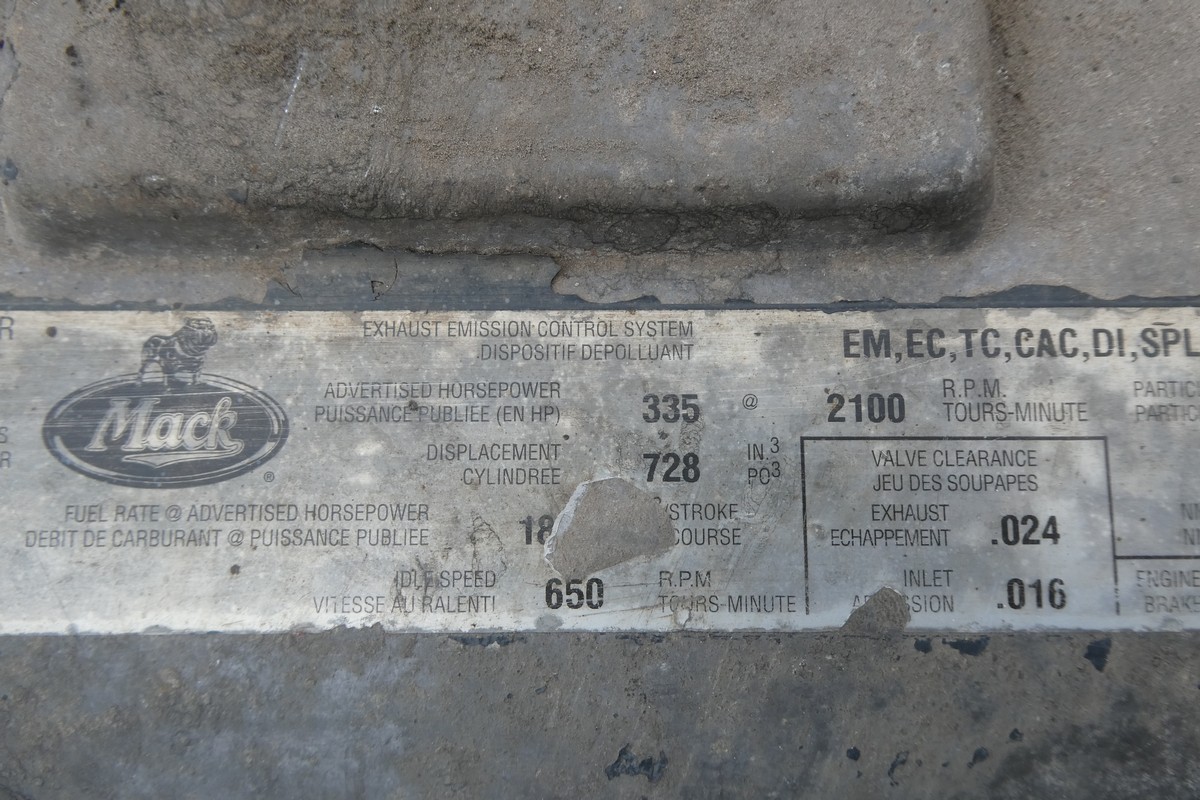 R
Mack
®
EXHAUST EMISSION CONTROL SYSTEM
DISPOSITIF DEPOLLUANT
EM,EC,TC,CAC,DI,SPL
ADVERTISED HORSEPOWER
PUISSANCE PUBLIEE (EN HP)
335 @ 2100
R.P.M.
TOURS-MINUTE
DISPLACEMENT
CYLINDREE
728
IN.3
PO3
FUEL RATE @ ADVERTISED HORSEPOWER
DEBIT DE CARBURANT @ PUISSANCE PUBLIEE
18
/STROKE
COURSE
IDLE SPEED
VITESSE AU RALENTI
650
R.P.M
TOURS-MINUTE
VALVE CLEARANCE
JEU DES SOUPAPES
EXHAUST
ECHAPPEMENT
.024
INLET
.016
ENGINE